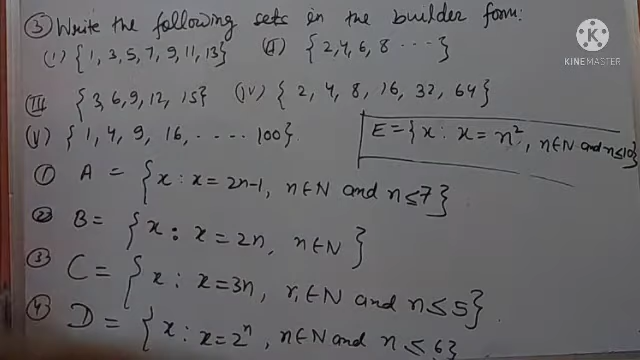 ③ Write the following sets in the builder form:
(i) {1, 3, 5, 7, 9, 11, 13} (ii) {2, 4, 6, 8 ....}
(iii) {3, 6, 9, 12, 15} (iv) {2, 4, 8, 16, 32, 64}
(v) {1, 4, 9, 16, ..... 100}
E = {x : x = n², n∈N and n≤10}
① A = {x : x = 2n-1, n∈N and n≤7}
② B = {x : x = 2n, n∈N}
③ C = {x : x = 3n, n∈N and n≤5}
④ D = {x : x = 2ⁿ, n∈N and n≤6}
KINEMASTER